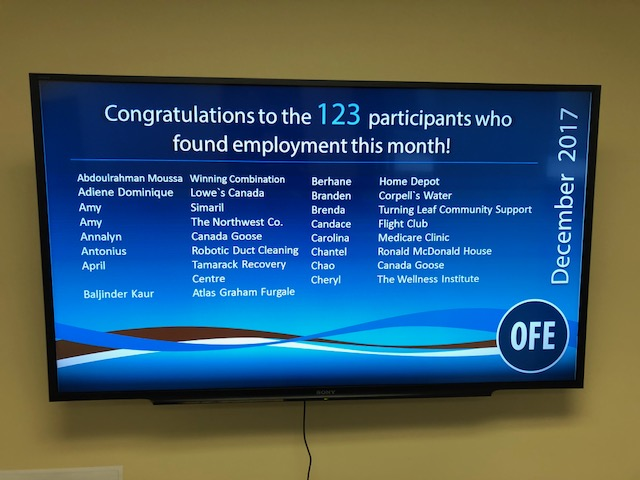 Congratulations to the 123 participants who
found employment this month!
December 2017
Abdoulrahman Moussa Winning Combination
Adiene Dominique Lowe`s Canada
Amy Simaril
Amy The Northwest Co.
Annalyn Canada Goose
Antonius Robotic Duct Cleaning
April Tamarack Recovery
Centre
Baljinder Kaur Atlas Graham Furgale
Berhane Home Depot
Branden Corpell's Water
Brenda Turning Leaf Community Support
Candace Flight Club
Carolina Medicare Clinic
Chantel Ronald McDonald House
Chao Canada Goose
Cheryl The Wellness Institute
OFE
SONY